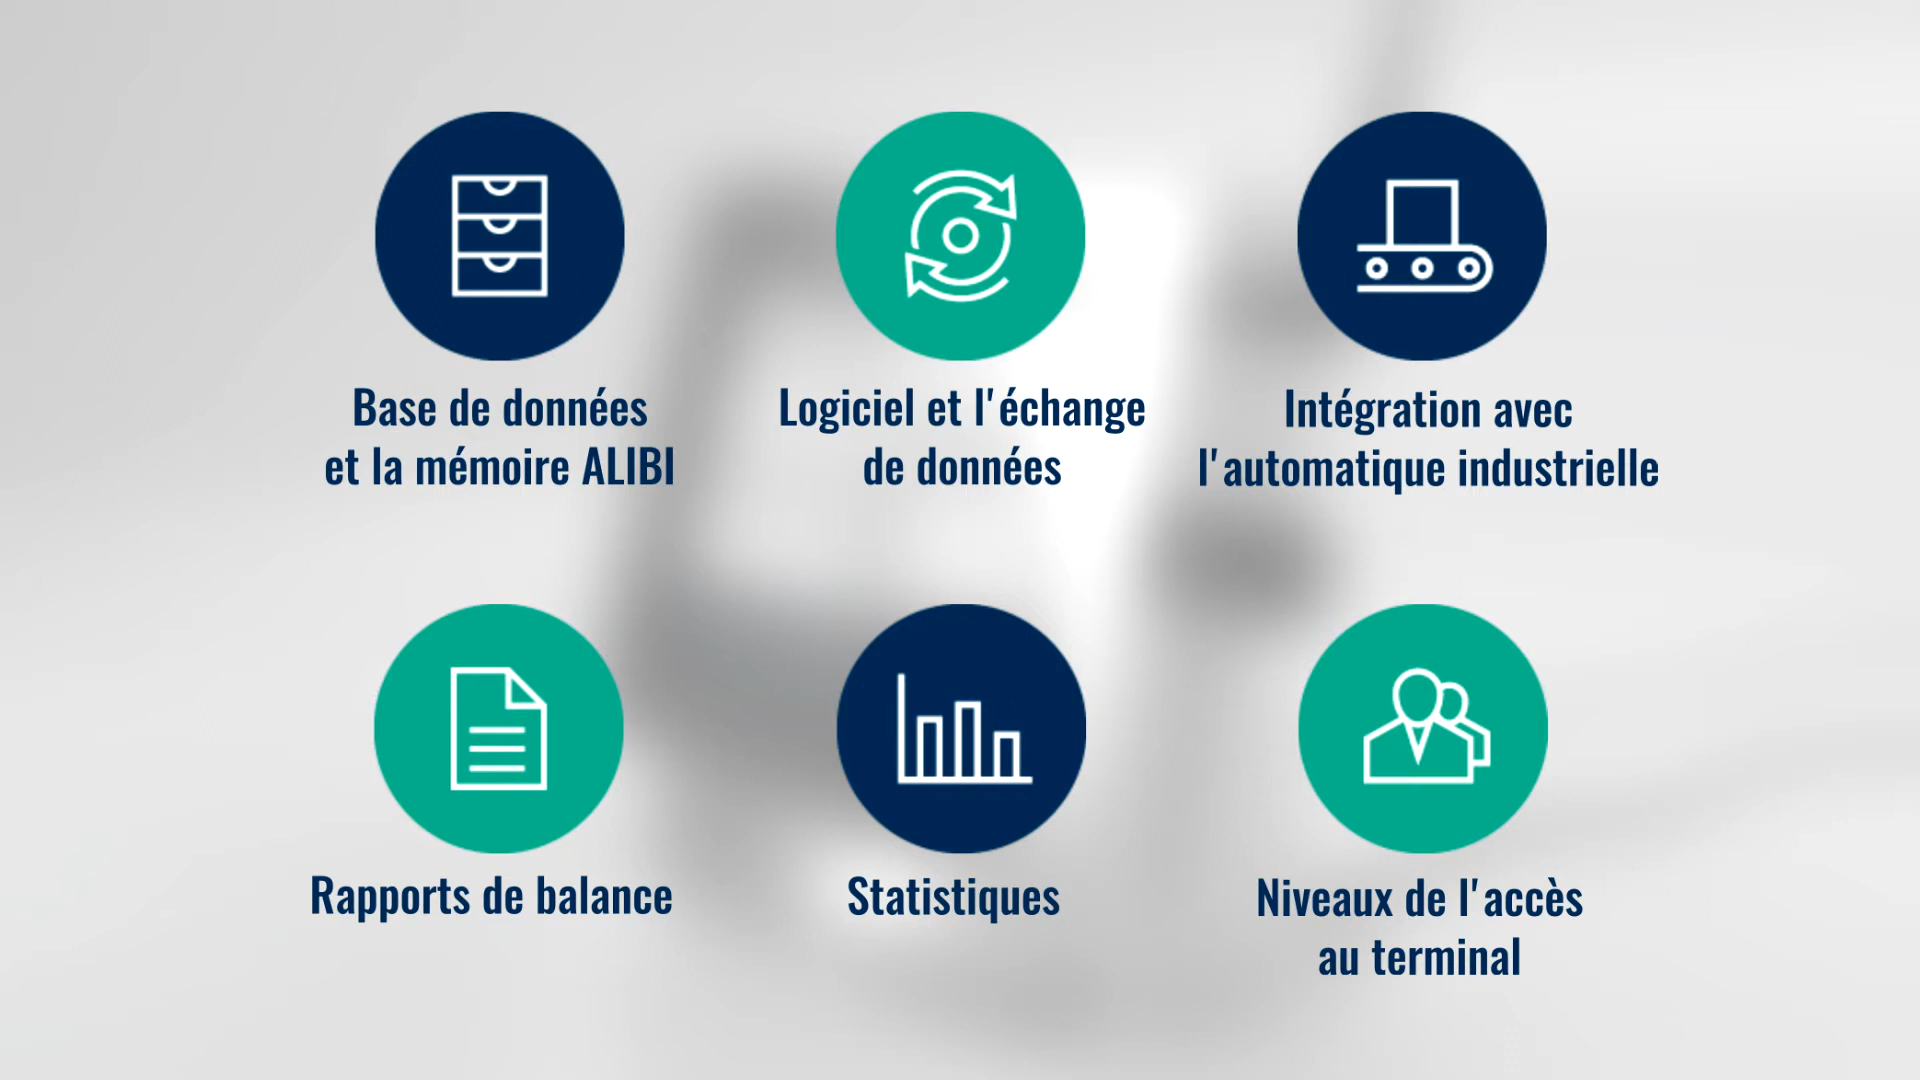 Base de données
et la mémoire ALIBI
Logiciel et l'échange
de données
Intégration avec
l'automatique industrielle
Rapports de balance
Statistiques
Niveaux de l'accès
au terminal